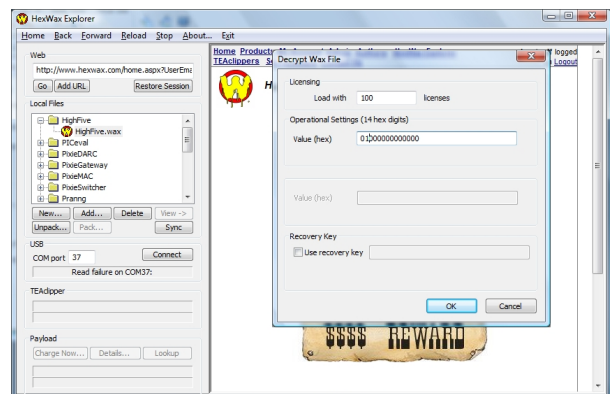 HexWax Explorer
Home Back Forward Reload Stop About... Exit
Web
http://www.hexwax.com/home.aspx?UserEma
Go Add URL Restore Session
Local Files
HighFive
HighFive.wax
PICeval
PixieDARC
PixieGateway
PixieMAC
PixieSwitcher
Pranng
New... Add... Delete View ->
Unpack... Pack... Sync
USB
COM port 37 Connect
Read failure on COM37:
TEAclipper
Payload
Charge Now... Details... Lookup
Home Product
TEAclippers
H
logged
Logout
Decrypt Wax File
Licensing
Load with 100 licenses
Operational Settings (14 hex digits)
Value (hex) 01000000000000
Value (hex)
Recovery Key
Use recovery key
OK Cancel
$$$$ REWARD